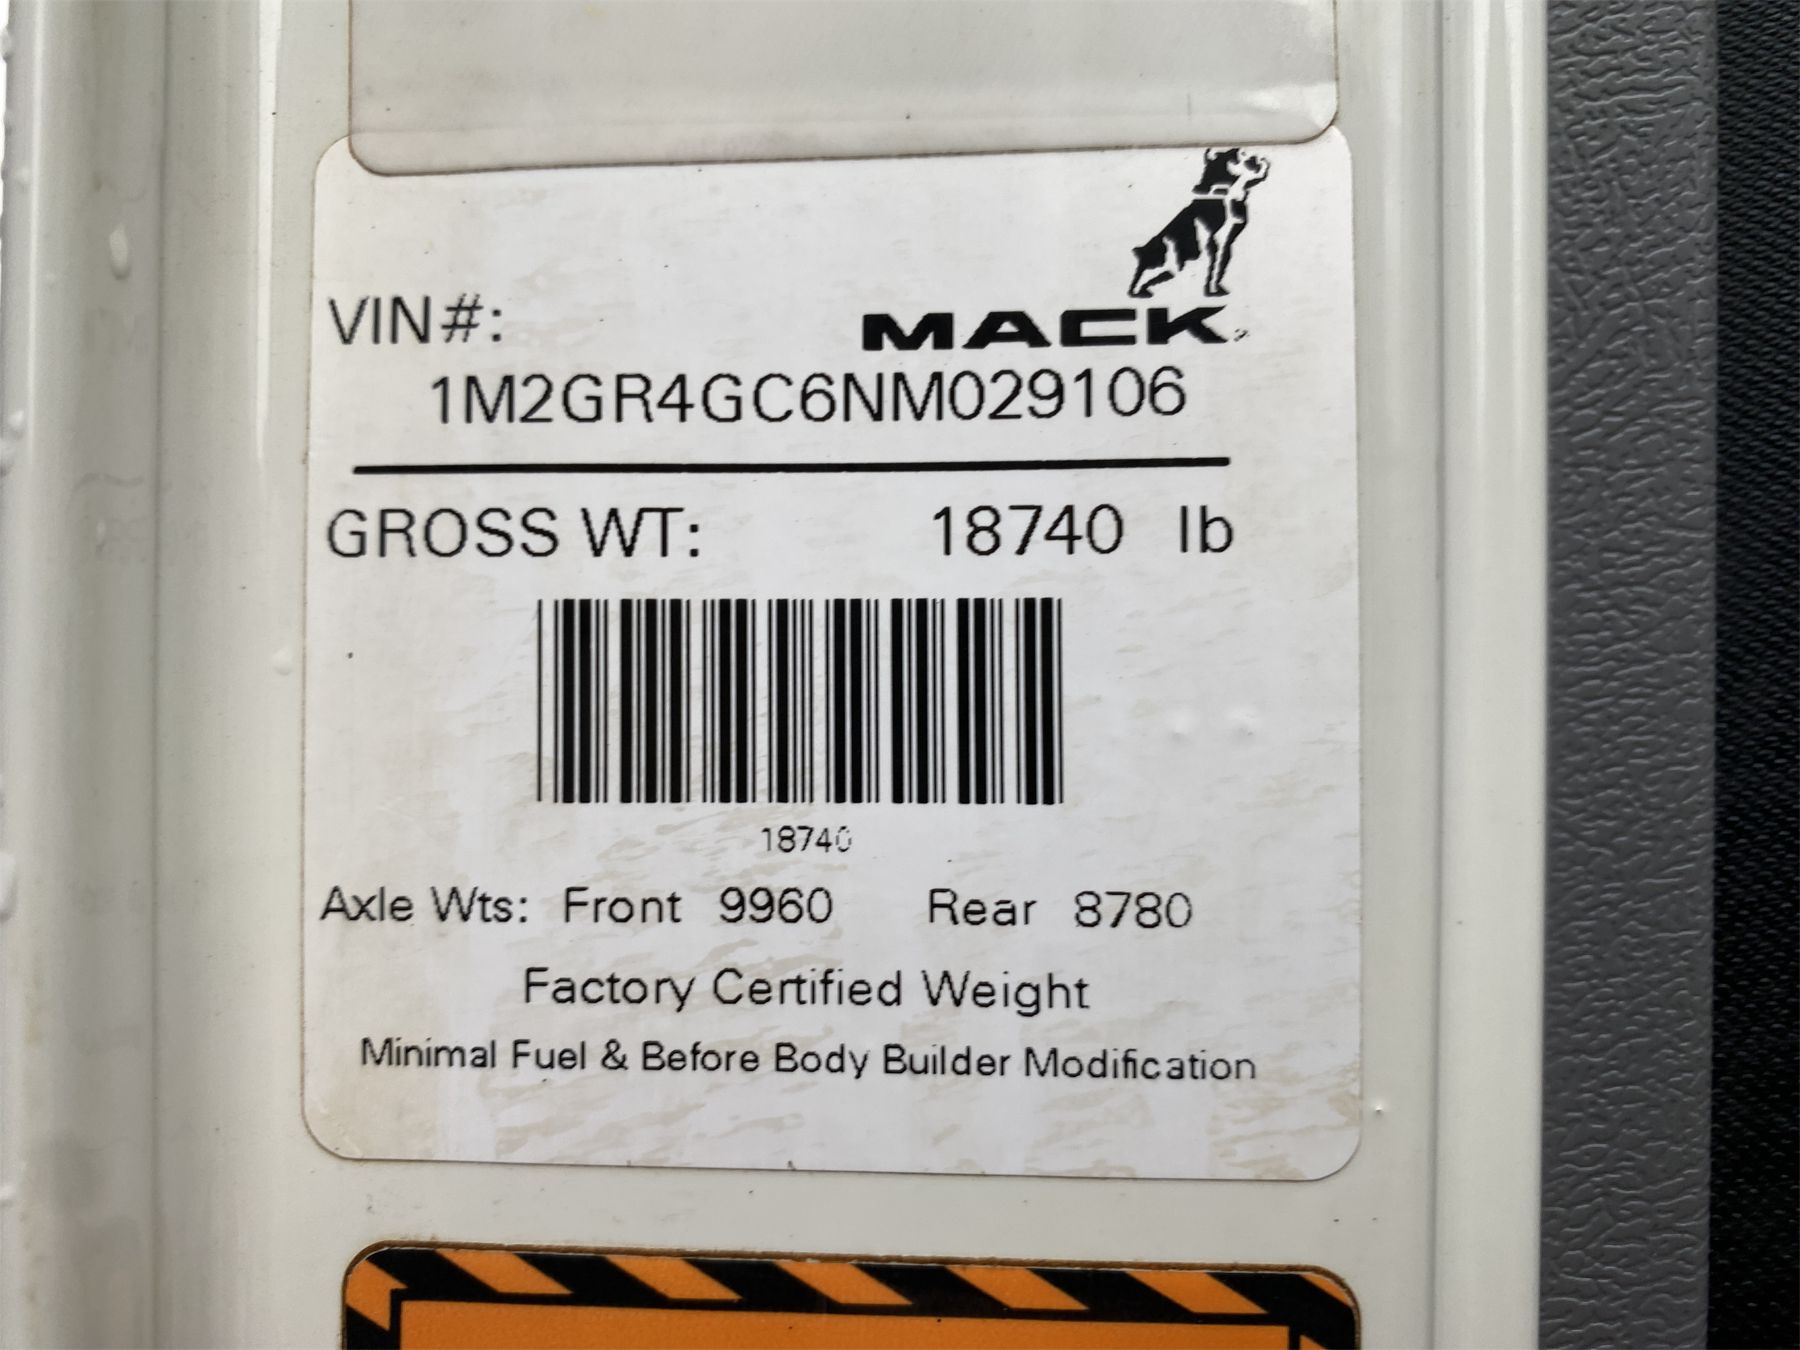 MACK
VIN#:
1M2GR4GC6NM029106
GROSS WT: 18740 lb
18740
Axle Wts: Front 9960 Rear 8780
Factory Certified Weight
Minimal Fuel & Before Body Builder Modification